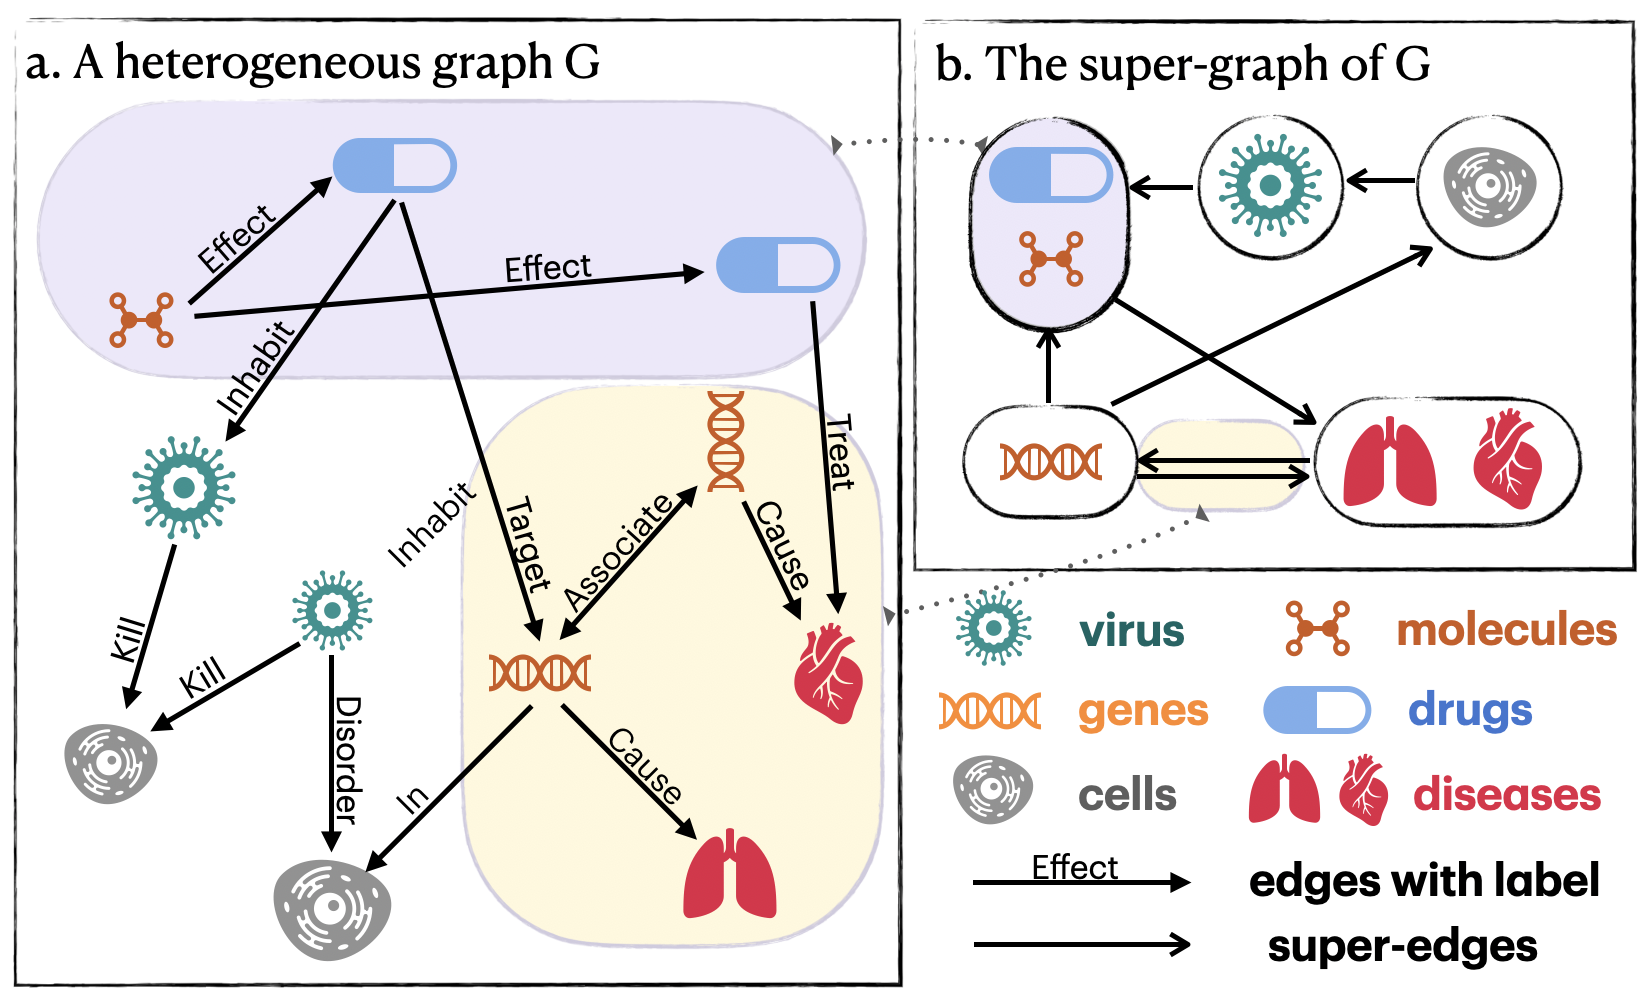 a. A heterogeneous graph G
Effect
Effect
Inhabit
Treat
Inhabit
Target
Associate
Cause
Kill
Kill
Disorder
In
Cause
b. The super-graph of G
virus
molecules
genes
drugs
cells
diseases
Effect
edges with label
super-edges